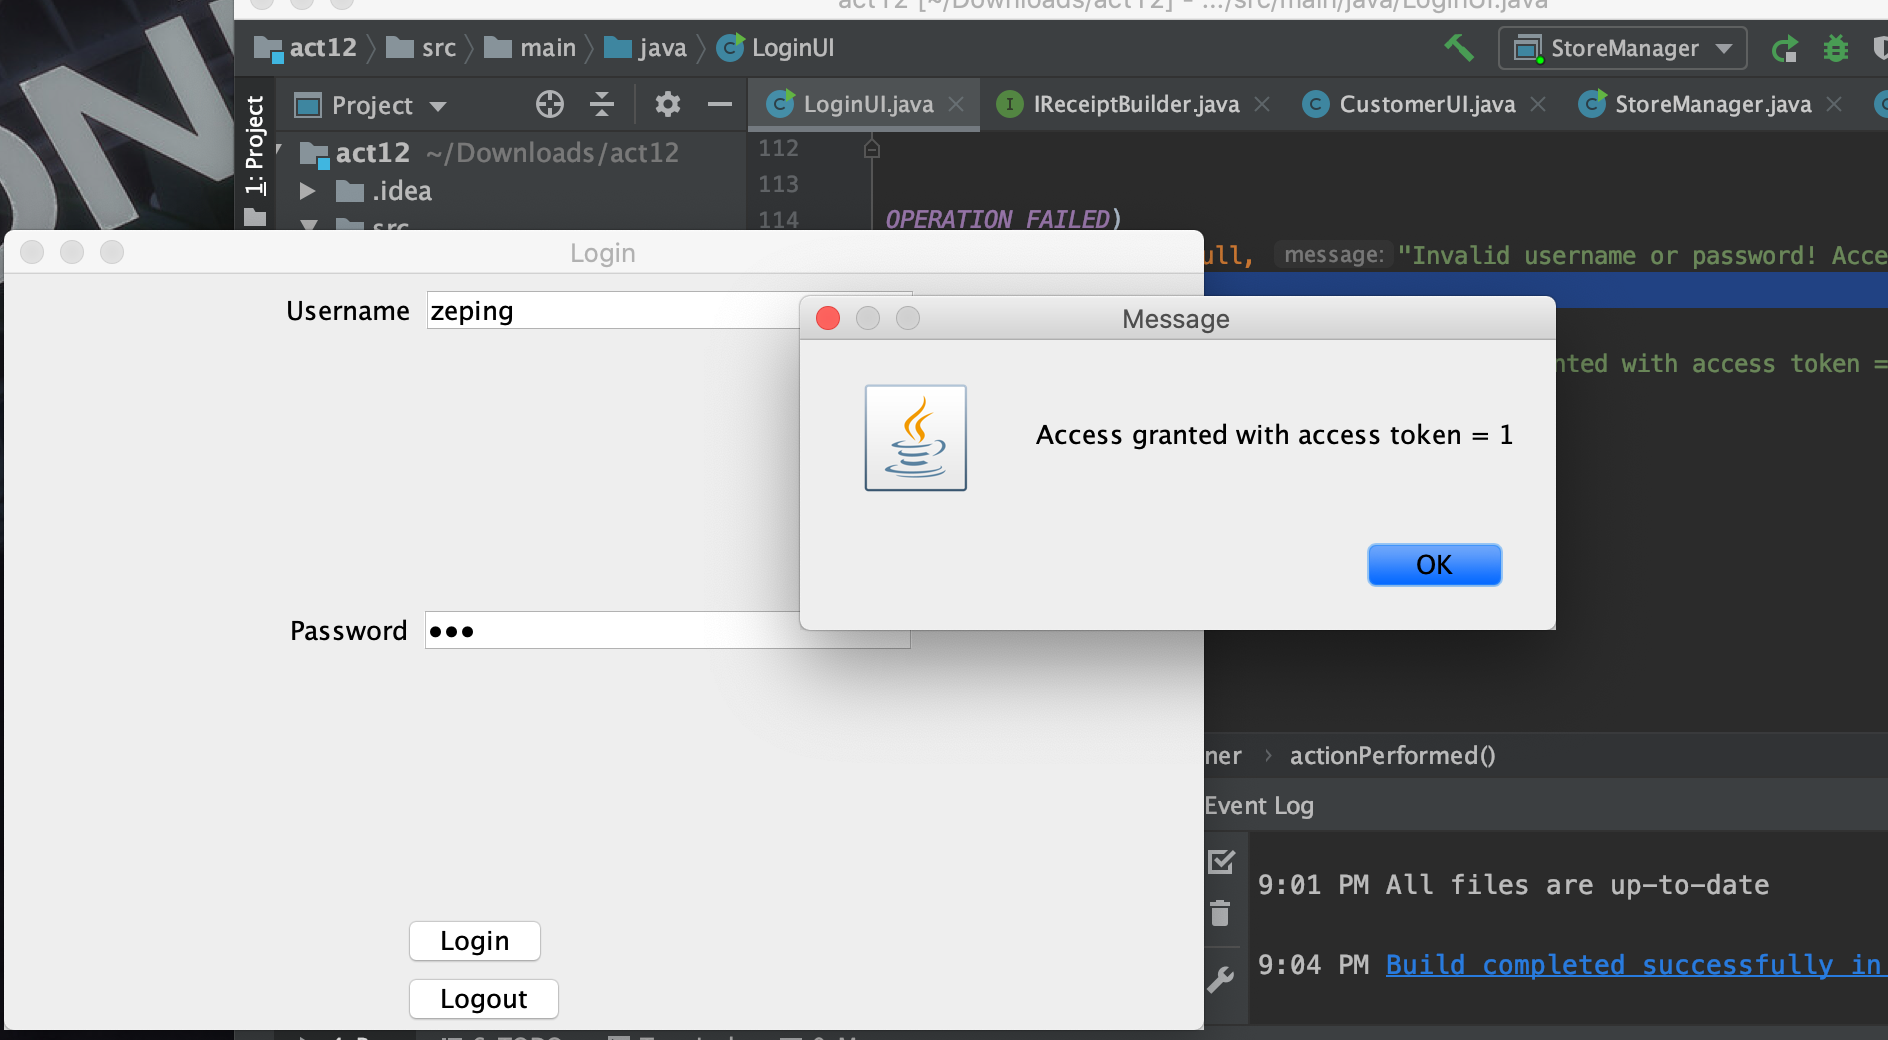 act12 [~/Downloads/act12] - .../src/main/java/LoginUI.java
act12 src main java LoginUI StoreManager
1: Project
Project LoginUI.java IReceiptBuilder.java CustomerUI.java StoreManager.java
act12 ~/Downloads/act12
.idea
src
112
113
114 OPERATION_FAILED)
message: "Invalid username or password! Acce
nted with access token =
Login
Username zeping
Password •••
Login
Logout
Message
Access granted with access token = 1
OK
ner › actionPerformed()
Event Log
9:01 PM All files are up-to-date
9:04 PM Build completed successfully in